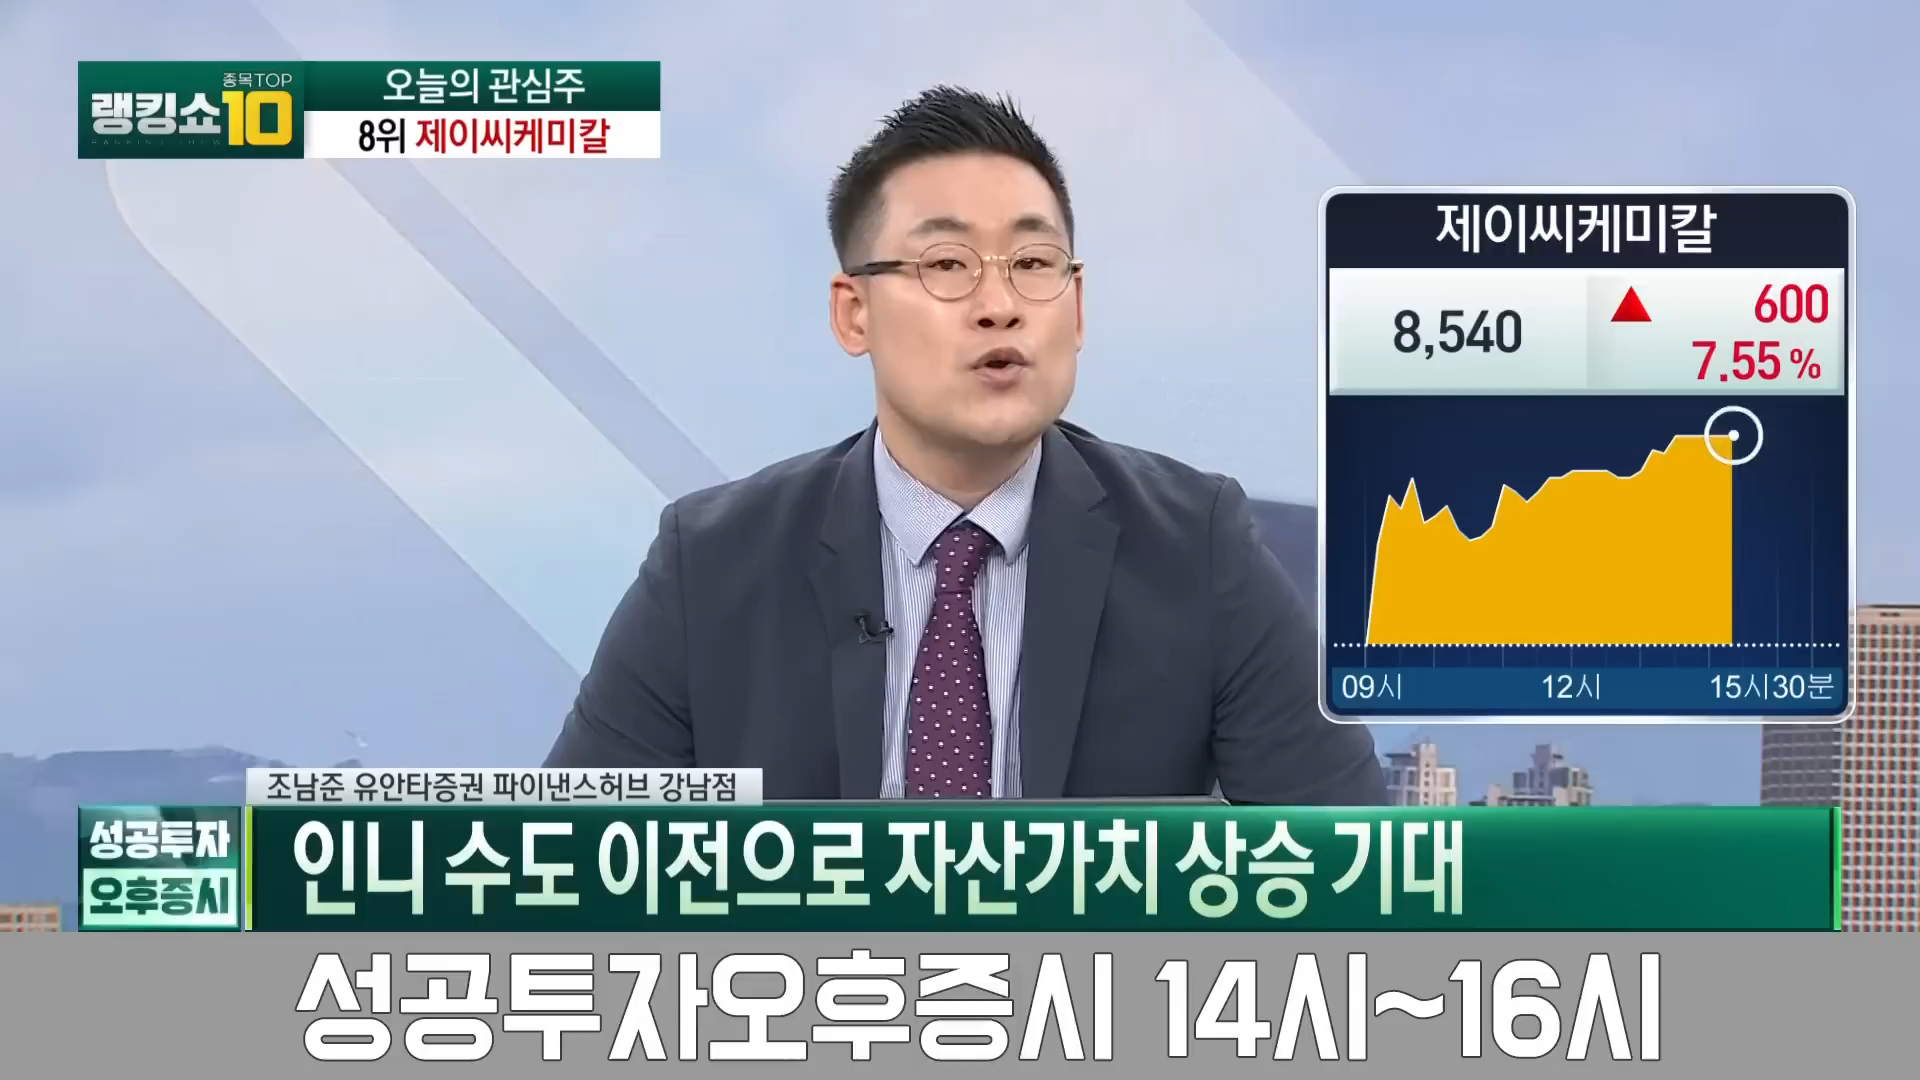 종목TOP
랭킹쇼10
RANKING SHOW
오늘의 관심주
8위 제이씨케미칼
제이씨케미칼
8,540
▲ 600
7.55 %
09시 12시 15시30분
조남준 유안타증권 파이낸스허브 강남점
성공투자
오후증시
인니 수도 이전으로 자산가치 상승 기대
성공투자오후증시 14시~16시